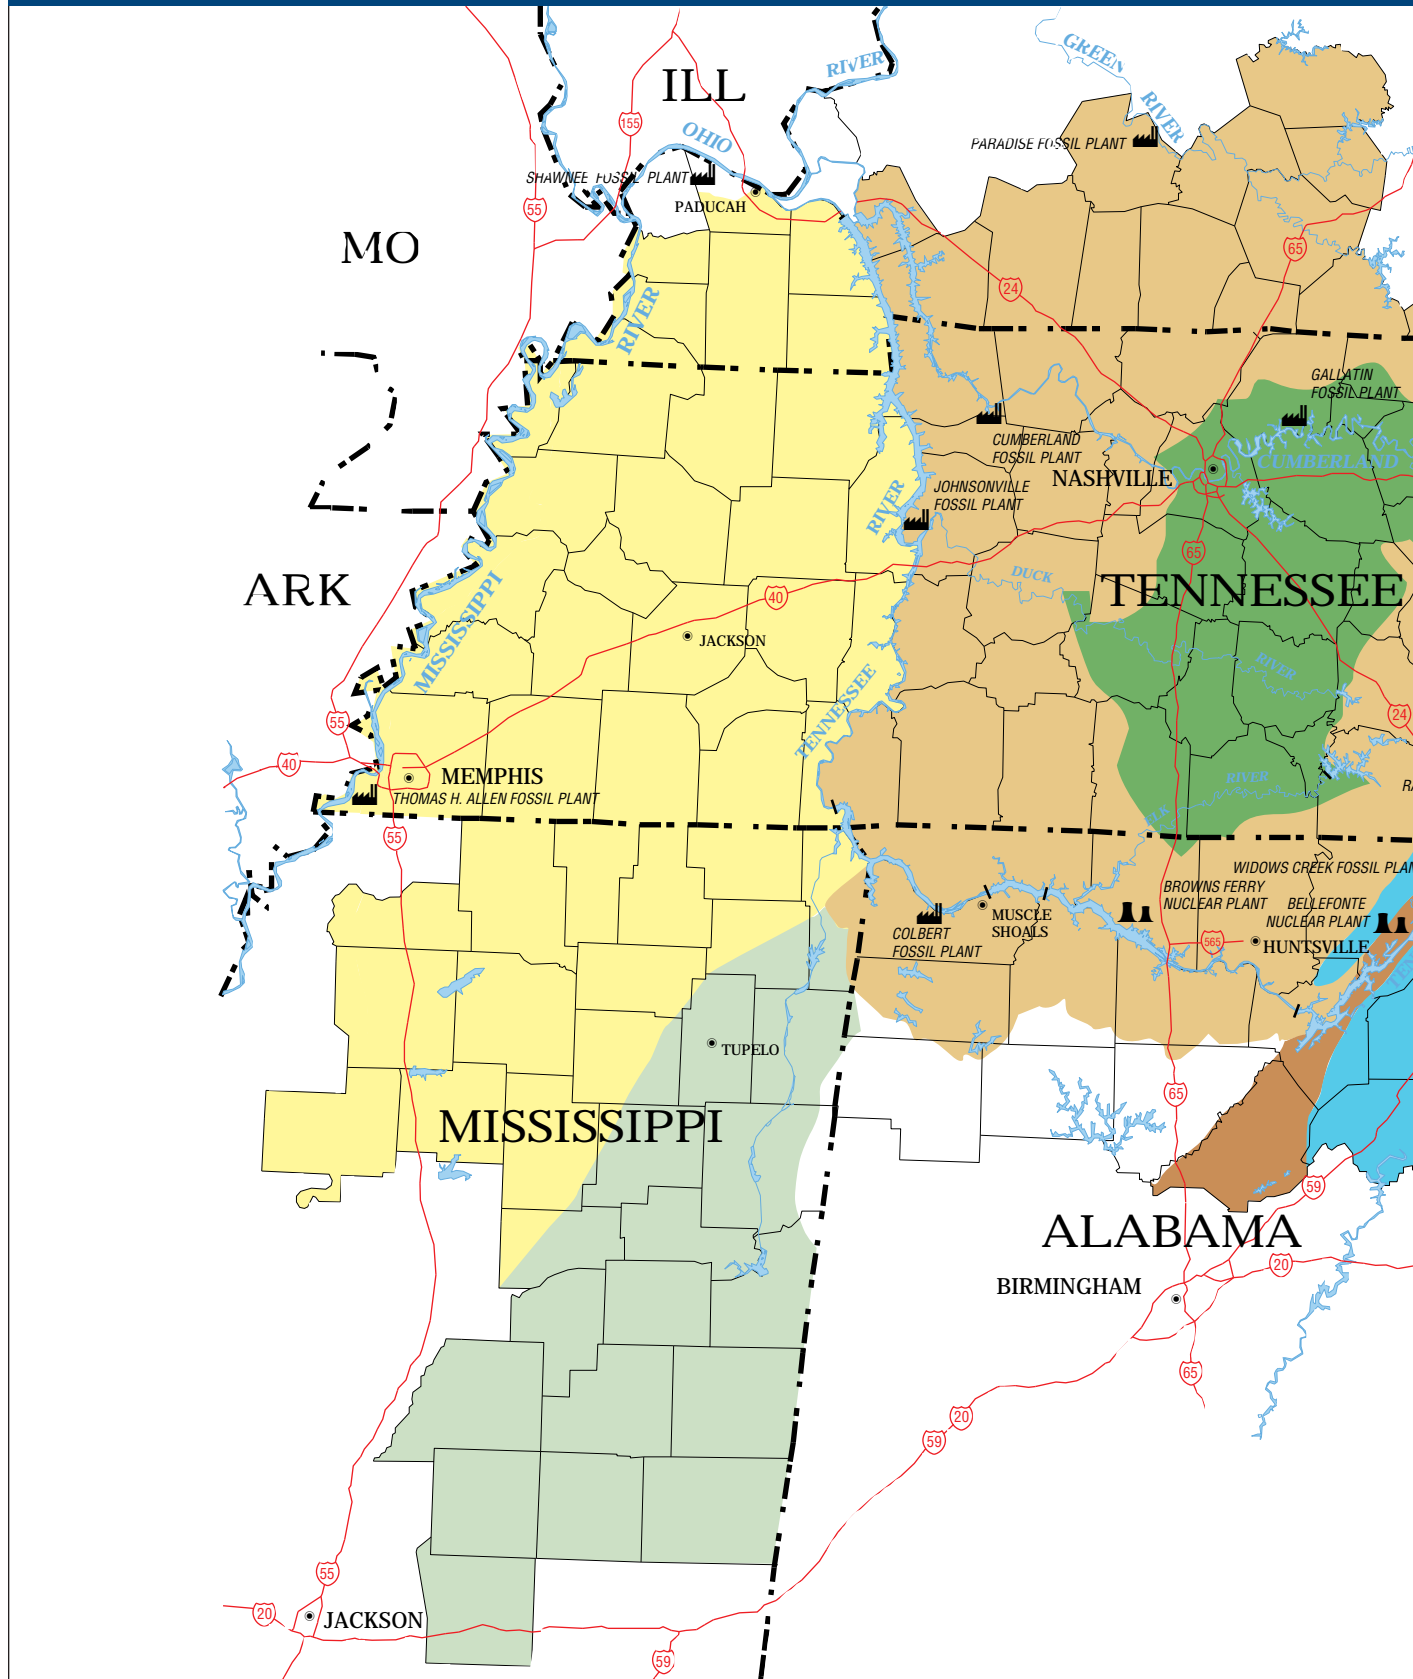 ILL
RIVER
GREEN
RIVER
155
OHIO
PARADISE FOSSIL PLANT
SHAWNEE FOSSIL PLANT
PADUCAH
55
MO
65
24
RIVER
GALLATIN
FOSSIL PLANT
CUMBERLAND
FOSSIL PLANT
CUMBERLAND
NASHVILLE
JOHNSONVILLE
FOSSIL PLANT
RIVER
65
DUCK
TENNESSEE
ARK
40
MISSISSIPPI
JACKSON
RIVER
TENNESSEE
55
24
40
MEMPHIS
THOMAS H. ALLEN FOSSIL PLANT
RIVER
ELK
55
WIDOWS CREEK FOSSIL PLAN
BROWNS FERRY
NUCLEAR PLANT
BELLEFONTE
NUCLEAR PLANT
MUSCLE
SHOALS
COLBERT
FOSSIL PLANT
565
HUNTSVILLE
TUPELO
65
MISSISSIPPI
59
ALABAMA
20
BIRMINGHAM
65
20
59
55
20
JACKSON
59